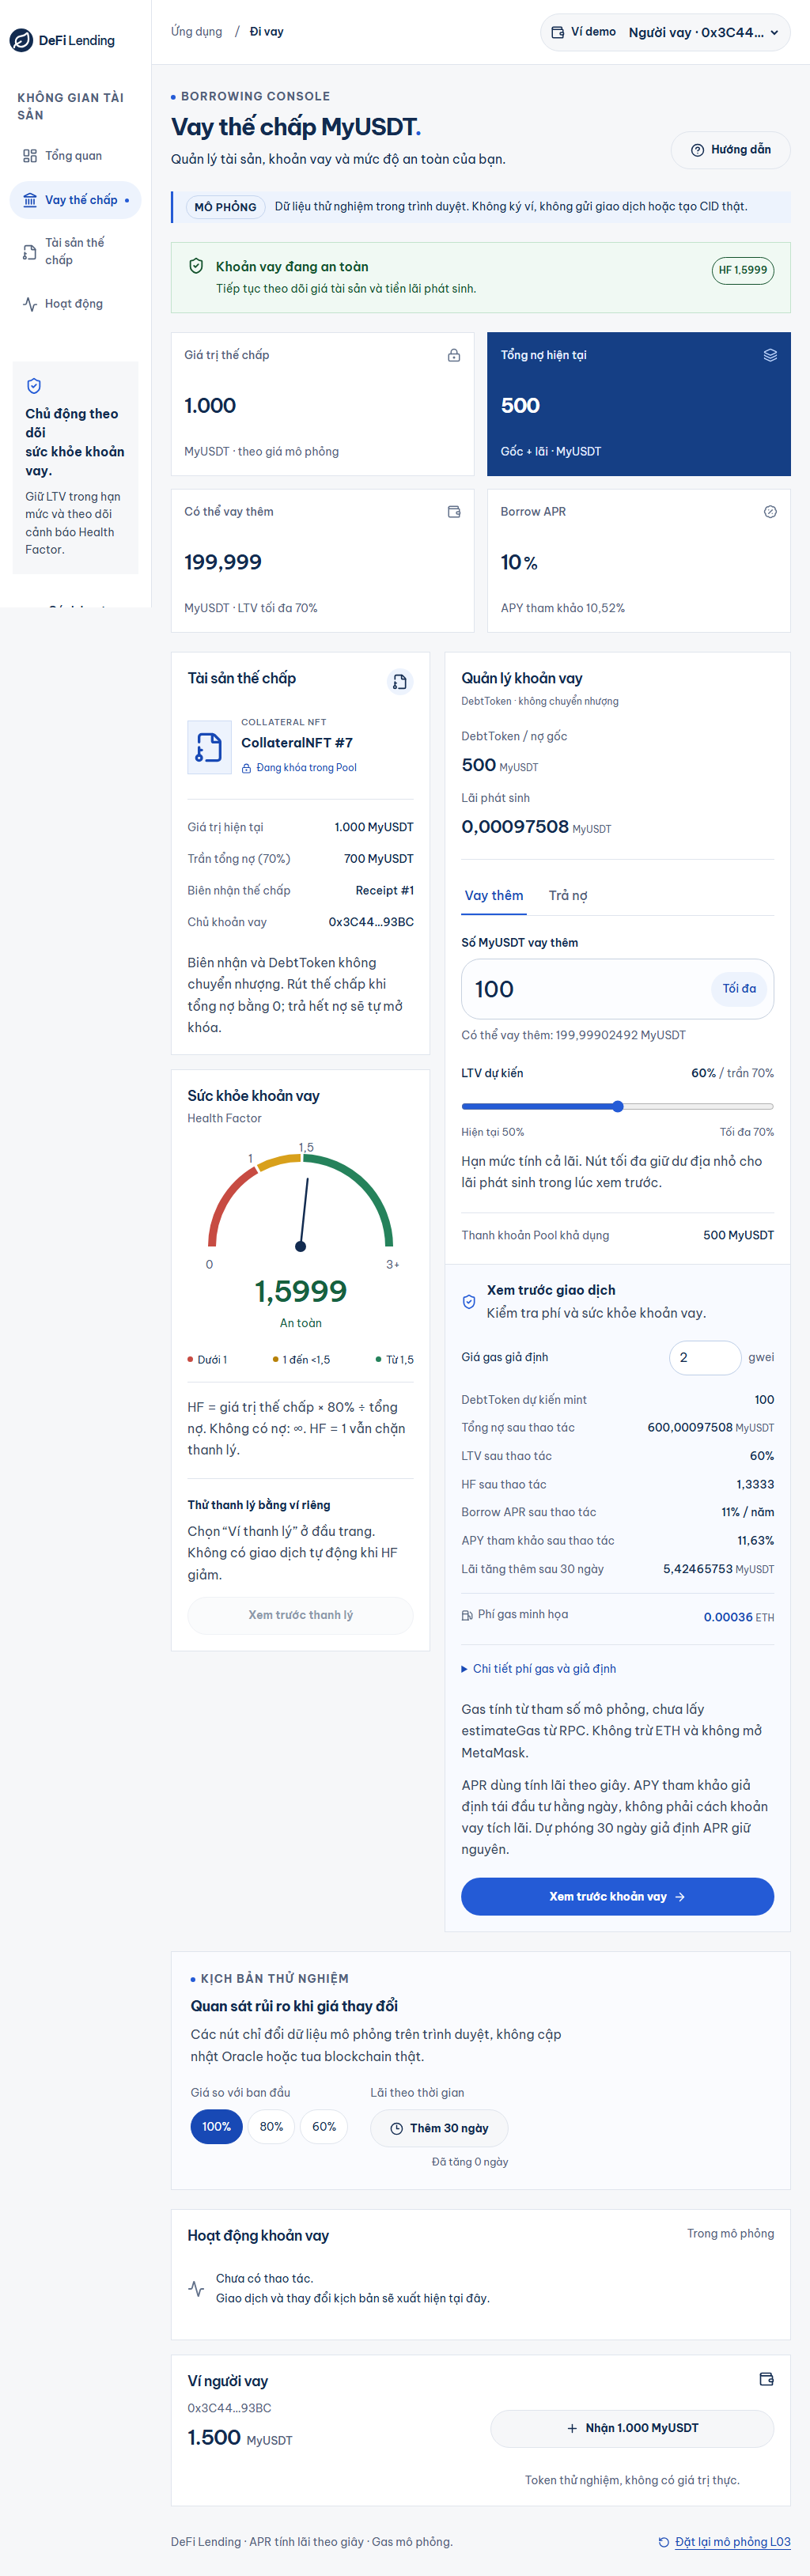 DeFi Lending
KHÔNG GIAN TÀI
SẢN
Tổng quan
Vay thế chấp
Tài sản thế
chấp
Hoạt động
Chủ động theo
dõi
sức khỏe khoản
vay.
Giữ LTV trong hạn
mức và theo dõi
cảnh báo Health
Factor.
Ứng dụng / Đi vay
Ví demo Người vay · 0x3C44...
BORROWING CONSOLE
Vay thế chấp MyUSDT.
Quản lý tài sản, khoản vay và mức độ an toàn của bạn.
Hướng dẫn
MÔ PHỎNG Dữ liệu thử nghiệm trong trình duyệt. Không ký ví, không gửi giao dịch hoặc tạo CID thật.
Khoản vay đang an toàn
Tiếp tục theo dõi giá tài sản và tiền lãi phát sinh.
HF 1,5999
Giá trị thế chấp
1.000
MyUSDT · theo giá mô phỏng
Tổng nợ hiện tại
500
Gốc + lãi · MyUSDT
Có thể vay thêm
199,999
MyUSDT · LTV tối đa 70%
Borrow APR
10 %
APY tham khảo 10,52%
Tài sản thế chấp
COLLATERAL NFT
CollateralNFT #7
Đang khóa trong Pool
Giá trị hiện tại 1.000 MyUSDT
Trần tổng nợ (70%) 700 MyUSDT
Biên nhận thế chấp Receipt #1
Chủ khoản vay 0x3C44...93BC
Biên nhận và DebtToken không
chuyển nhượng. Rút thế chấp khi
tổng nợ bằng 0; trả hết nợ sẽ tự mở
khóa.
Sức khỏe khoản vay
Health Factor
0
1
1,5
3+
1,5999
An toàn
Dưới 1 1 đến <1,5 Từ 1,5
HF = giá trị thế chấp × 80% ÷ tổng
nợ. Không có nợ: ∞. HF = 1 vẫn chặn
thanh lý.
Thử thanh lý bằng ví riêng
Chọn “Ví thanh lý” ở đầu trang.
Không có giao dịch tự động khi HF
giảm.
Xem trước thanh lý
Quản lý khoản vay
DebtToken · không chuyển nhượng
DebtToken / nợ gốc
500 MyUSDT
Lãi phát sinh
0,00097508 MyUSDT
Vay thêm Trả nợ
Số MyUSDT vay thêm
100 Tối đa
Có thể vay thêm: 199,99902492 MyUSDT
LTV dự kiến 60% / trần 70%
Hiện tại 50% Tối đa 70%
Hạn mức tính cả lãi. Nút tối đa giữ dư địa nhỏ cho
lãi phát sinh trong lúc xem trước.
Thanh khoản Pool khả dụng 500 MyUSDT
Xem trước giao dịch
Kiểm tra phí và sức khỏe khoản vay.
Giá gas giả định 2 gwei
DebtToken dự kiến mint 100
Tổng nợ sau thao tác 600,00097508 MyUSDT
LTV sau thao tác 60%
HF sau thao tác 1,3333
Borrow APR sau thao tác 11% / năm
APY tham khảo sau thao tác 11,63%
Lãi tăng thêm sau 30 ngày 5,42465753 MyUSDT
Phí gas minh họa 0.00036 ETH
Chi tiết phí gas và giả định
Gas tính từ tham số mô phỏng, chưa lấy
estimateGas từ RPC. Không trừ ETH và không mở
MetaMask.
APR dùng tính lãi theo giây. APY tham khảo giả
định tái đầu tư hằng ngày, không phải cách khoản
vay tích lãi. Dự phóng 30 ngày giả định APR giữ
nguyên.
Xem trước khoản vay
KỊCH BẢN THỬ NGHIỆM
Quan sát rủi ro khi giá thay đổi
Các nút chỉ đổi dữ liệu mô phỏng trên trình duyệt, không cập
nhật Oracle hoặc tua blockchain thật.
Giá so với ban đầu
100% 80% 60%
Lãi theo thời gian
Thêm 30 ngày
Đã tăng 0 ngày
Hoạt động khoản vay Trong mô phỏng
Chưa có thao tác.
Giao dịch và thay đổi kịch bản sẽ xuất hiện tại đây.
Ví người vay
0x3C44...93BC
1.500 MyUSDT
Nhận 1.000 MyUSDT
Token thử nghiệm, không có giá trị thực.
DeFi Lending · APR tính lãi theo giây · Gas mô phỏng.
Đặt lại mô phỏng L03